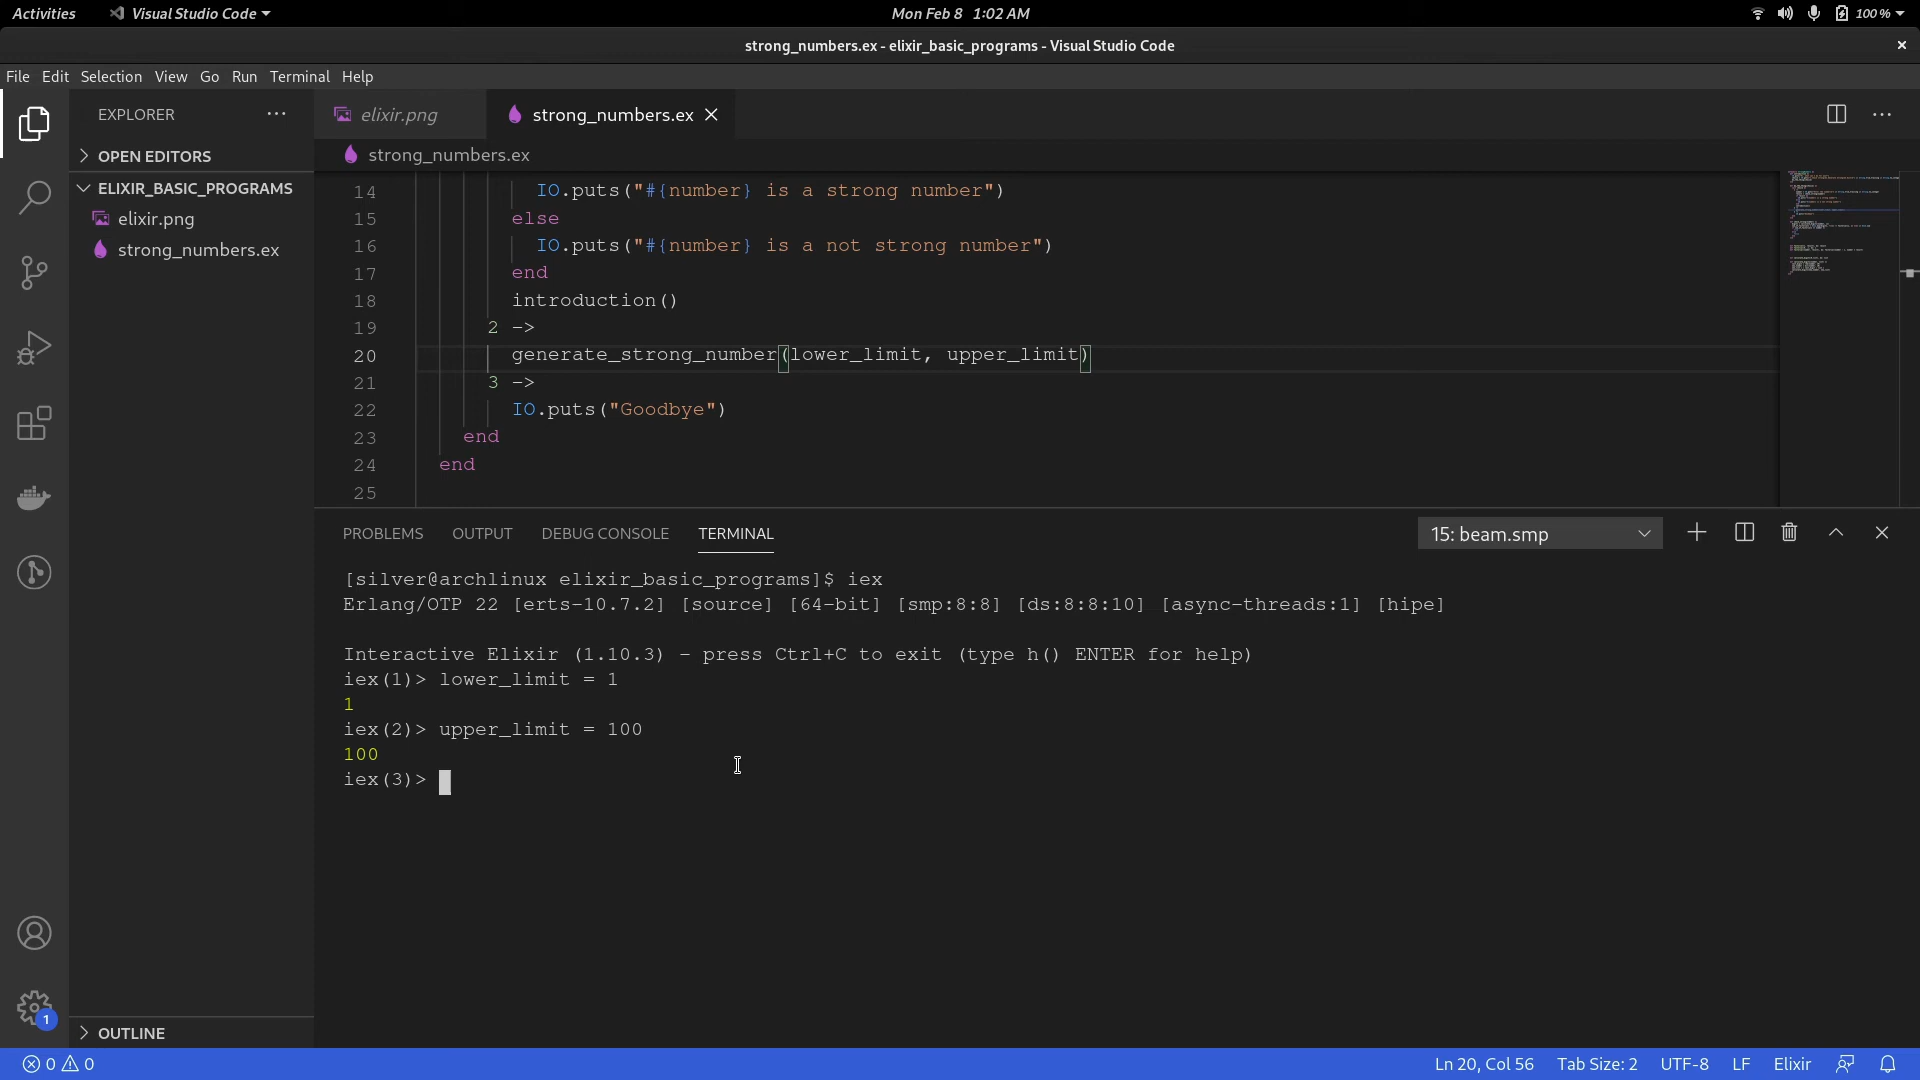 Activities Visual Studio Code Mon Feb 8 1:02 AM 100 %
strong_numbers.ex - elixir_basic_programs - Visual Studio Code
File Edit Selection View Go Run Terminal Help
EXPLORER
elixir.png strong_numbers.ex
OPEN EDITORS
strong_numbers.ex
ELIXIR_BASIC_PROGRAMS
elixir.png
strong_numbers.ex
14 IO.puts("#{number} is a strong number")
15 else
16 IO.puts("#{number} is a not strong number")
17 end
18 introduction()
19 2 ->
20 generate_strong_number(lower_limit, upper_limit)
21 3 ->
22 IO.puts("Goodbye")
23 end
24 end
25
PROBLEMS OUTPUT DEBUG CONSOLE TERMINAL 15: beam.smp
[silver@archlinux elixir_basic_programs]$ iex
Erlang/OTP 22 [erts-10.7.2] [source] [64-bit] [smp:8:8] [ds:8:8:10] [async-threads:1] [hipe]
Interactive Elixir (1.10.3) - press Ctrl+C to exit (type h() ENTER for help)
iex(1)> lower_limit = 1
1
iex(2)> upper_limit = 100
100
iex(3)>
1
OUTLINE
0 0 Ln 20, Col 56 Tab Size: 2 UTF-8 LF Elixir